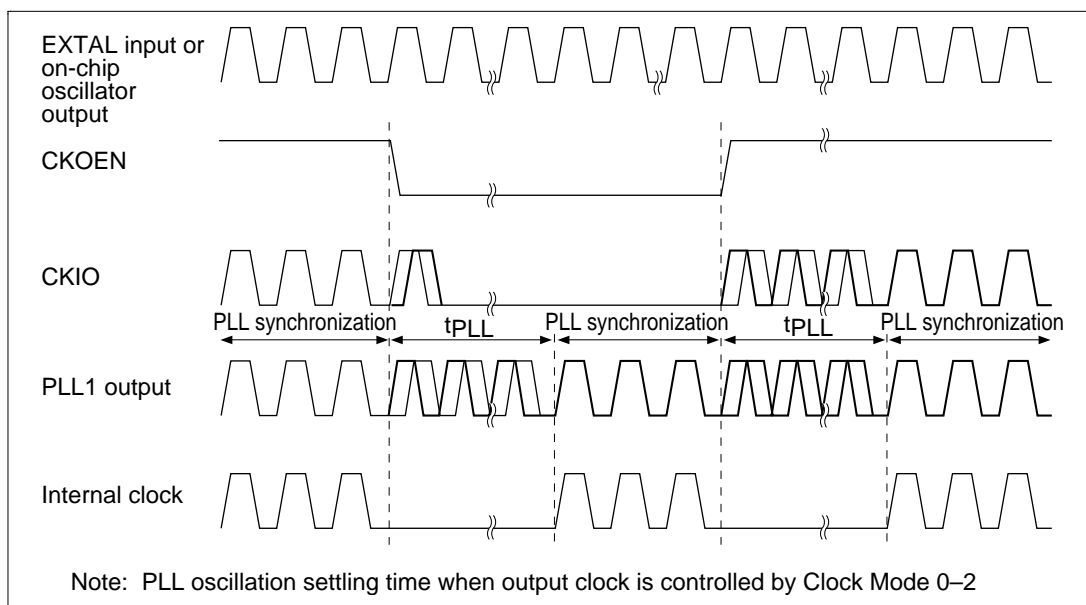 EXTAL input or
on-chip
oscillator
output
CKOEN
CKIO
PLL synchronization tPLL PLL synchronization tPLL PLL synchronization
PLL1 output
Internal clock
Note: PLL oscillation settling time when output clock is controlled by Clock Mode 0–2